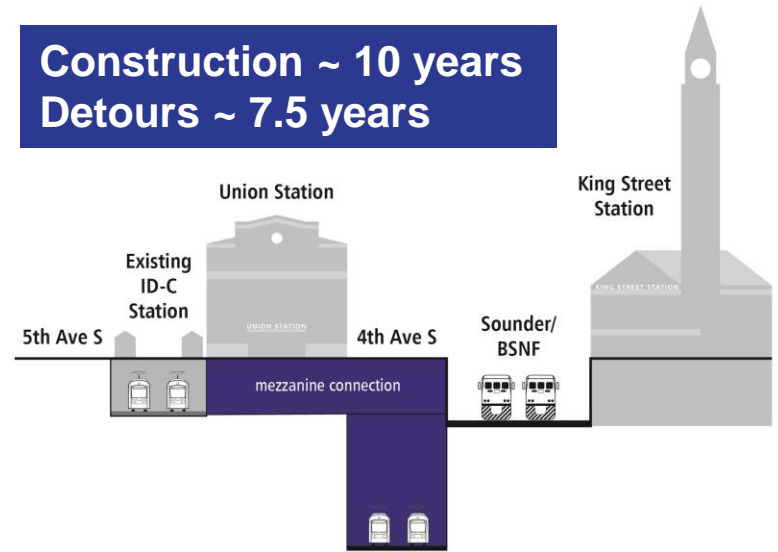 Construction ~ 10 years
Detours ~ 7.5 years
Union Station
King Street
Station
Existing
ID-C
Station
UNION STATION
KING STREET STATION
5th Ave S
4th Ave S
Sounder/
BSNF
mezzanine connection